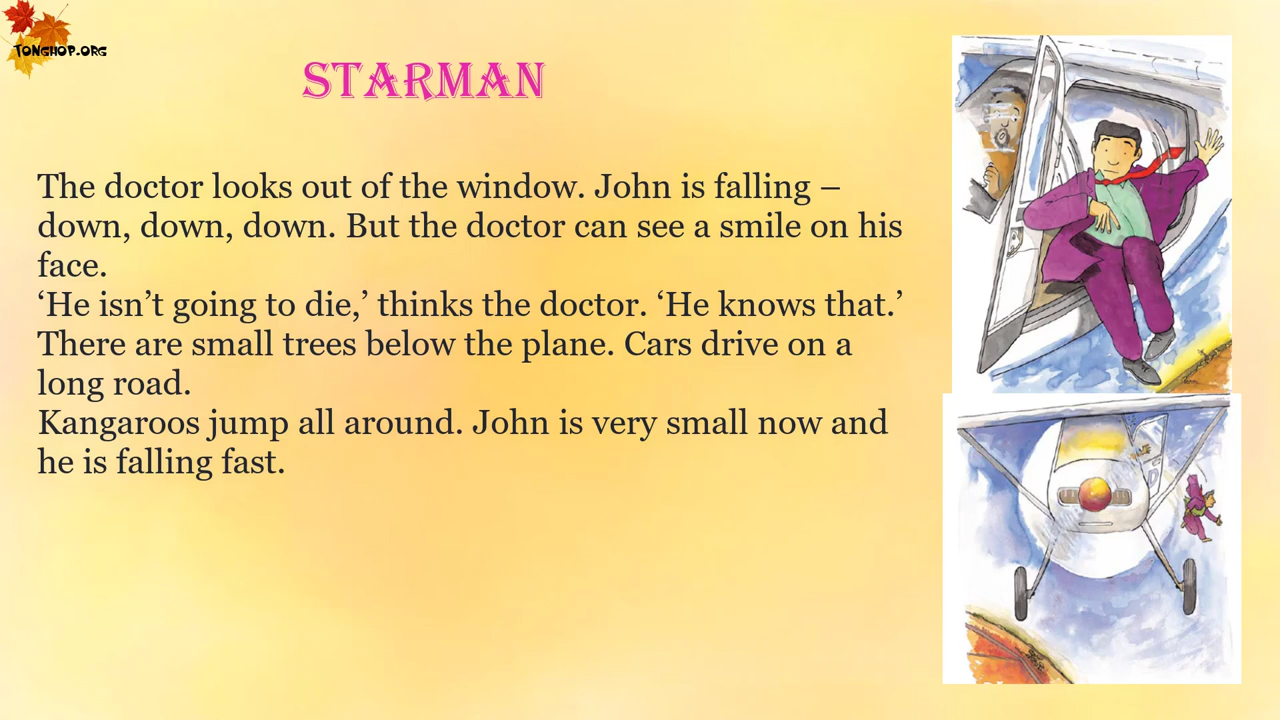 TONGHOP.ORG
STARMAN
The doctor looks out of the window. John is falling –
down, down, down. But the doctor can see a smile on his
face.
‘He isn’t going to die,’ thinks the doctor. ‘He knows that.’
There are small trees below the plane. Cars drive on a
long road.
Kangaroos jump all around. John is very small now and
he is falling fast.